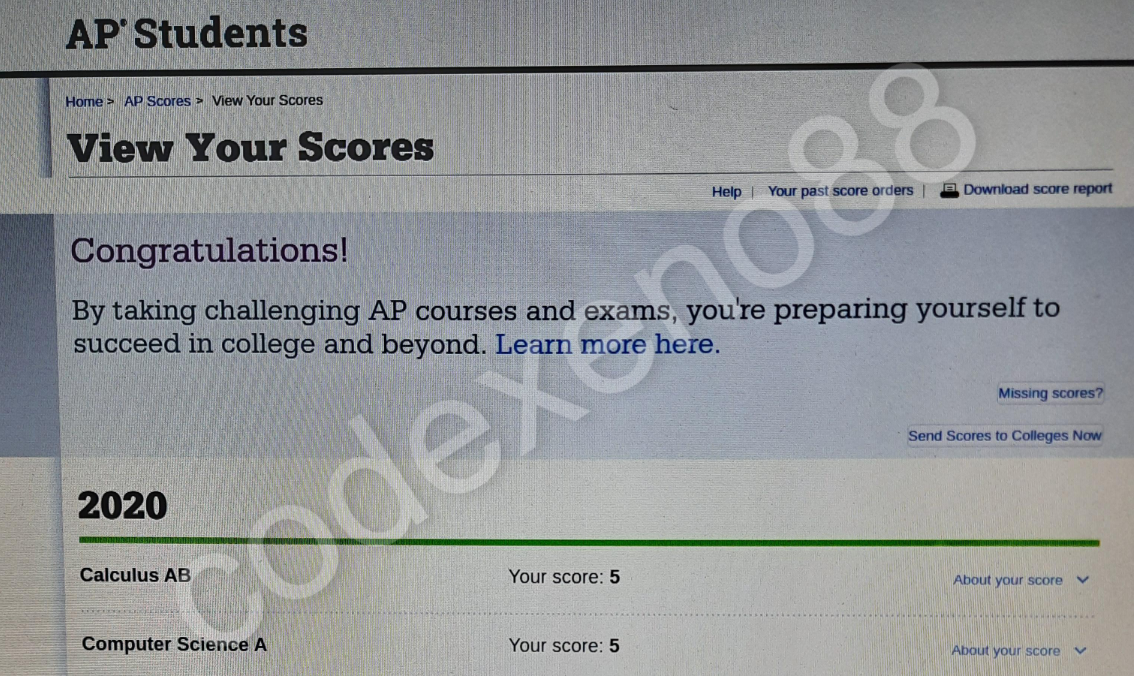 AP® Students
Home > AP Scores > View Your Scores
View Your Scores
Help | Your past score orders | Download score report
Congratulations!
By taking challenging AP courses and exams, you're preparing yourself to
succeed in college and beyond. Learn more here.
Missing scores?
Send Scores to Colleges Now
2020
Calculus AB Your score: 5 About your score
Computer Science A Your score: 5 About your score
codexeno88